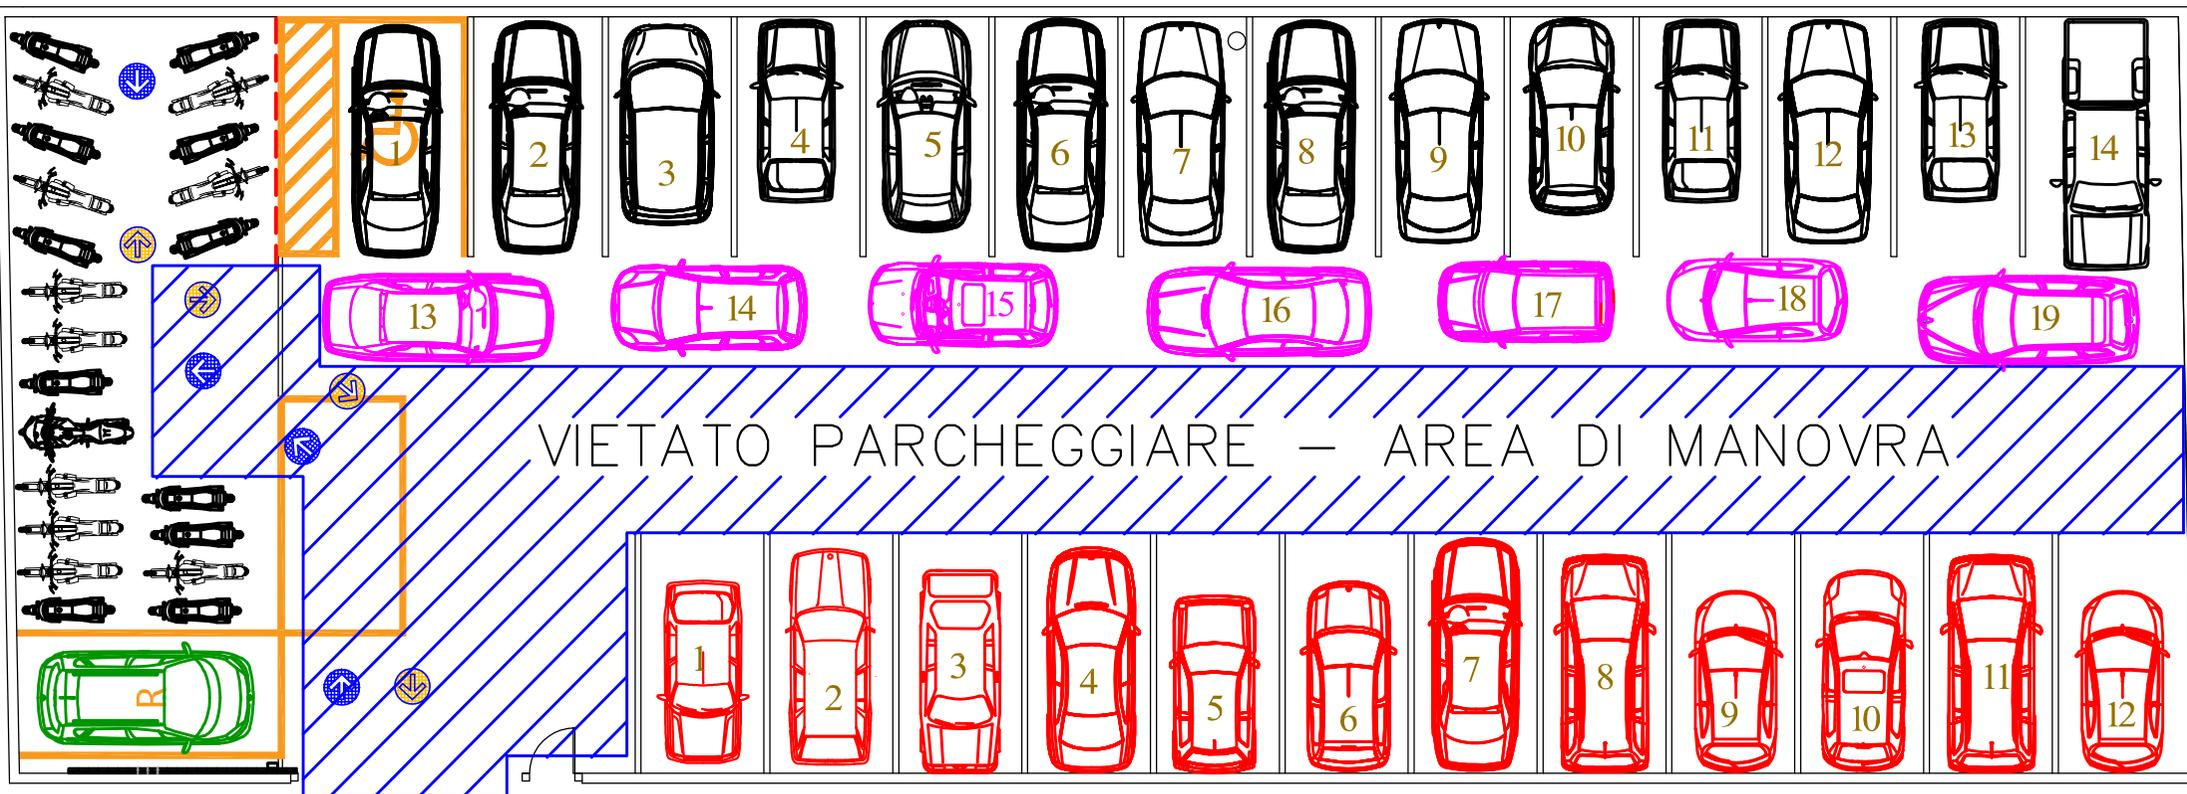 1 2 3 4 5 6 7 8 9 10 11 12 13 14
13 14 15 16 17 18 19
VIETATO PARCHEGGIARE – AREA DI MANOVRA
R 1 2 3 4 5 6 7 8 9 10 11 12